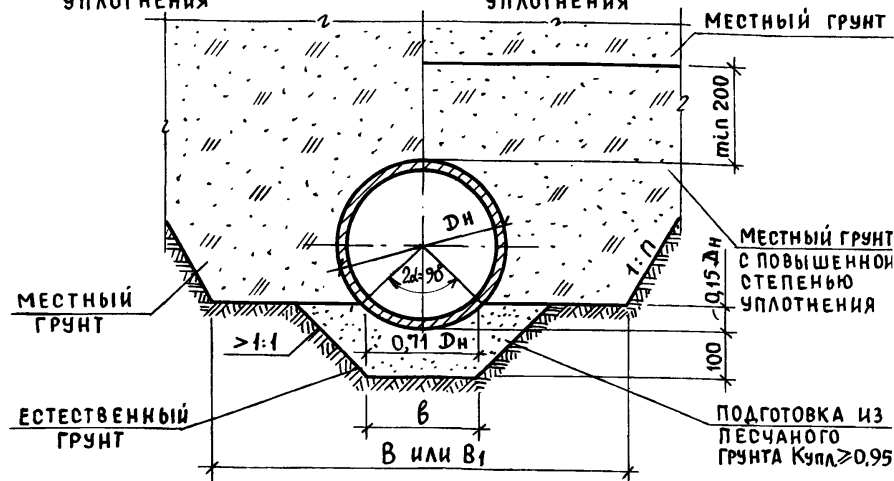 УПЛОТНЕНИЯ
УПЛОТНЕНИЯ
МЕСТНЫЙ ГРУНТ
min 200
Dн
2α=90°
1:n
МЕСТНЫЙ ГРУНТ
С ПОВЫШЕННОЙ
СТЕПЕНЬЮ
УПЛОТНЕНИЯ
~0,15 Dн
МЕСТНЫЙ
ГРУНТ
>1:1
0,71 Dн
100
ЕСТЕСТВЕННЫЙ
ГРУНТ
в
В или В1
ПОДГОТОВКА ИЗ
ПЕСЧАНОГО
ГРУНТА Купл.≥0,95